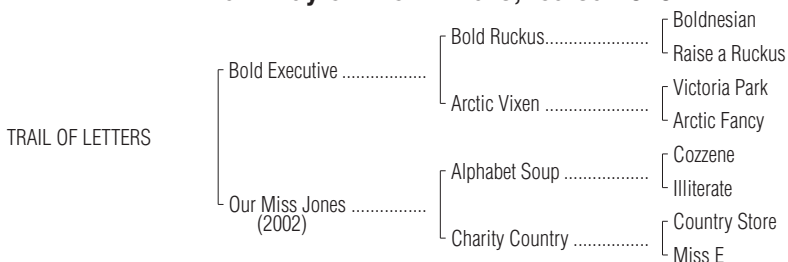 Boldnesian
Bold Ruckus.....................
Raise a Ruckus
Bold Executive .................
Victoria Park
Arctic Vixen .....................
Arctic Fancy
TRAIL OF LETTERS
Cozzene
Alphabet Soup .................
Illiterate
Our Miss Jones ................
(2002)
Country Store
Charity Country ...............
Miss E